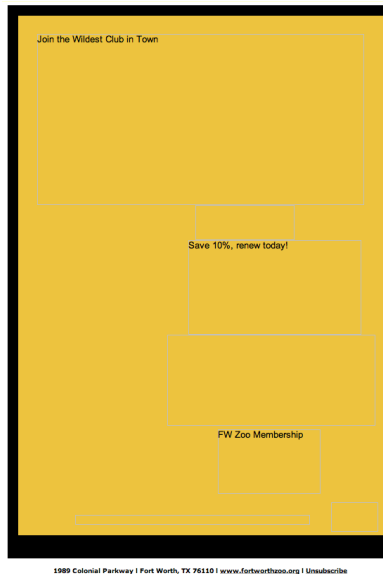 Join the Wildest Club in Town
Save 10%, renew today!
FW Zoo Membership
1989 Colonial Parkway l Fort Worth, TX 76110 l www.fortworthzoo.org l Unsubscribe